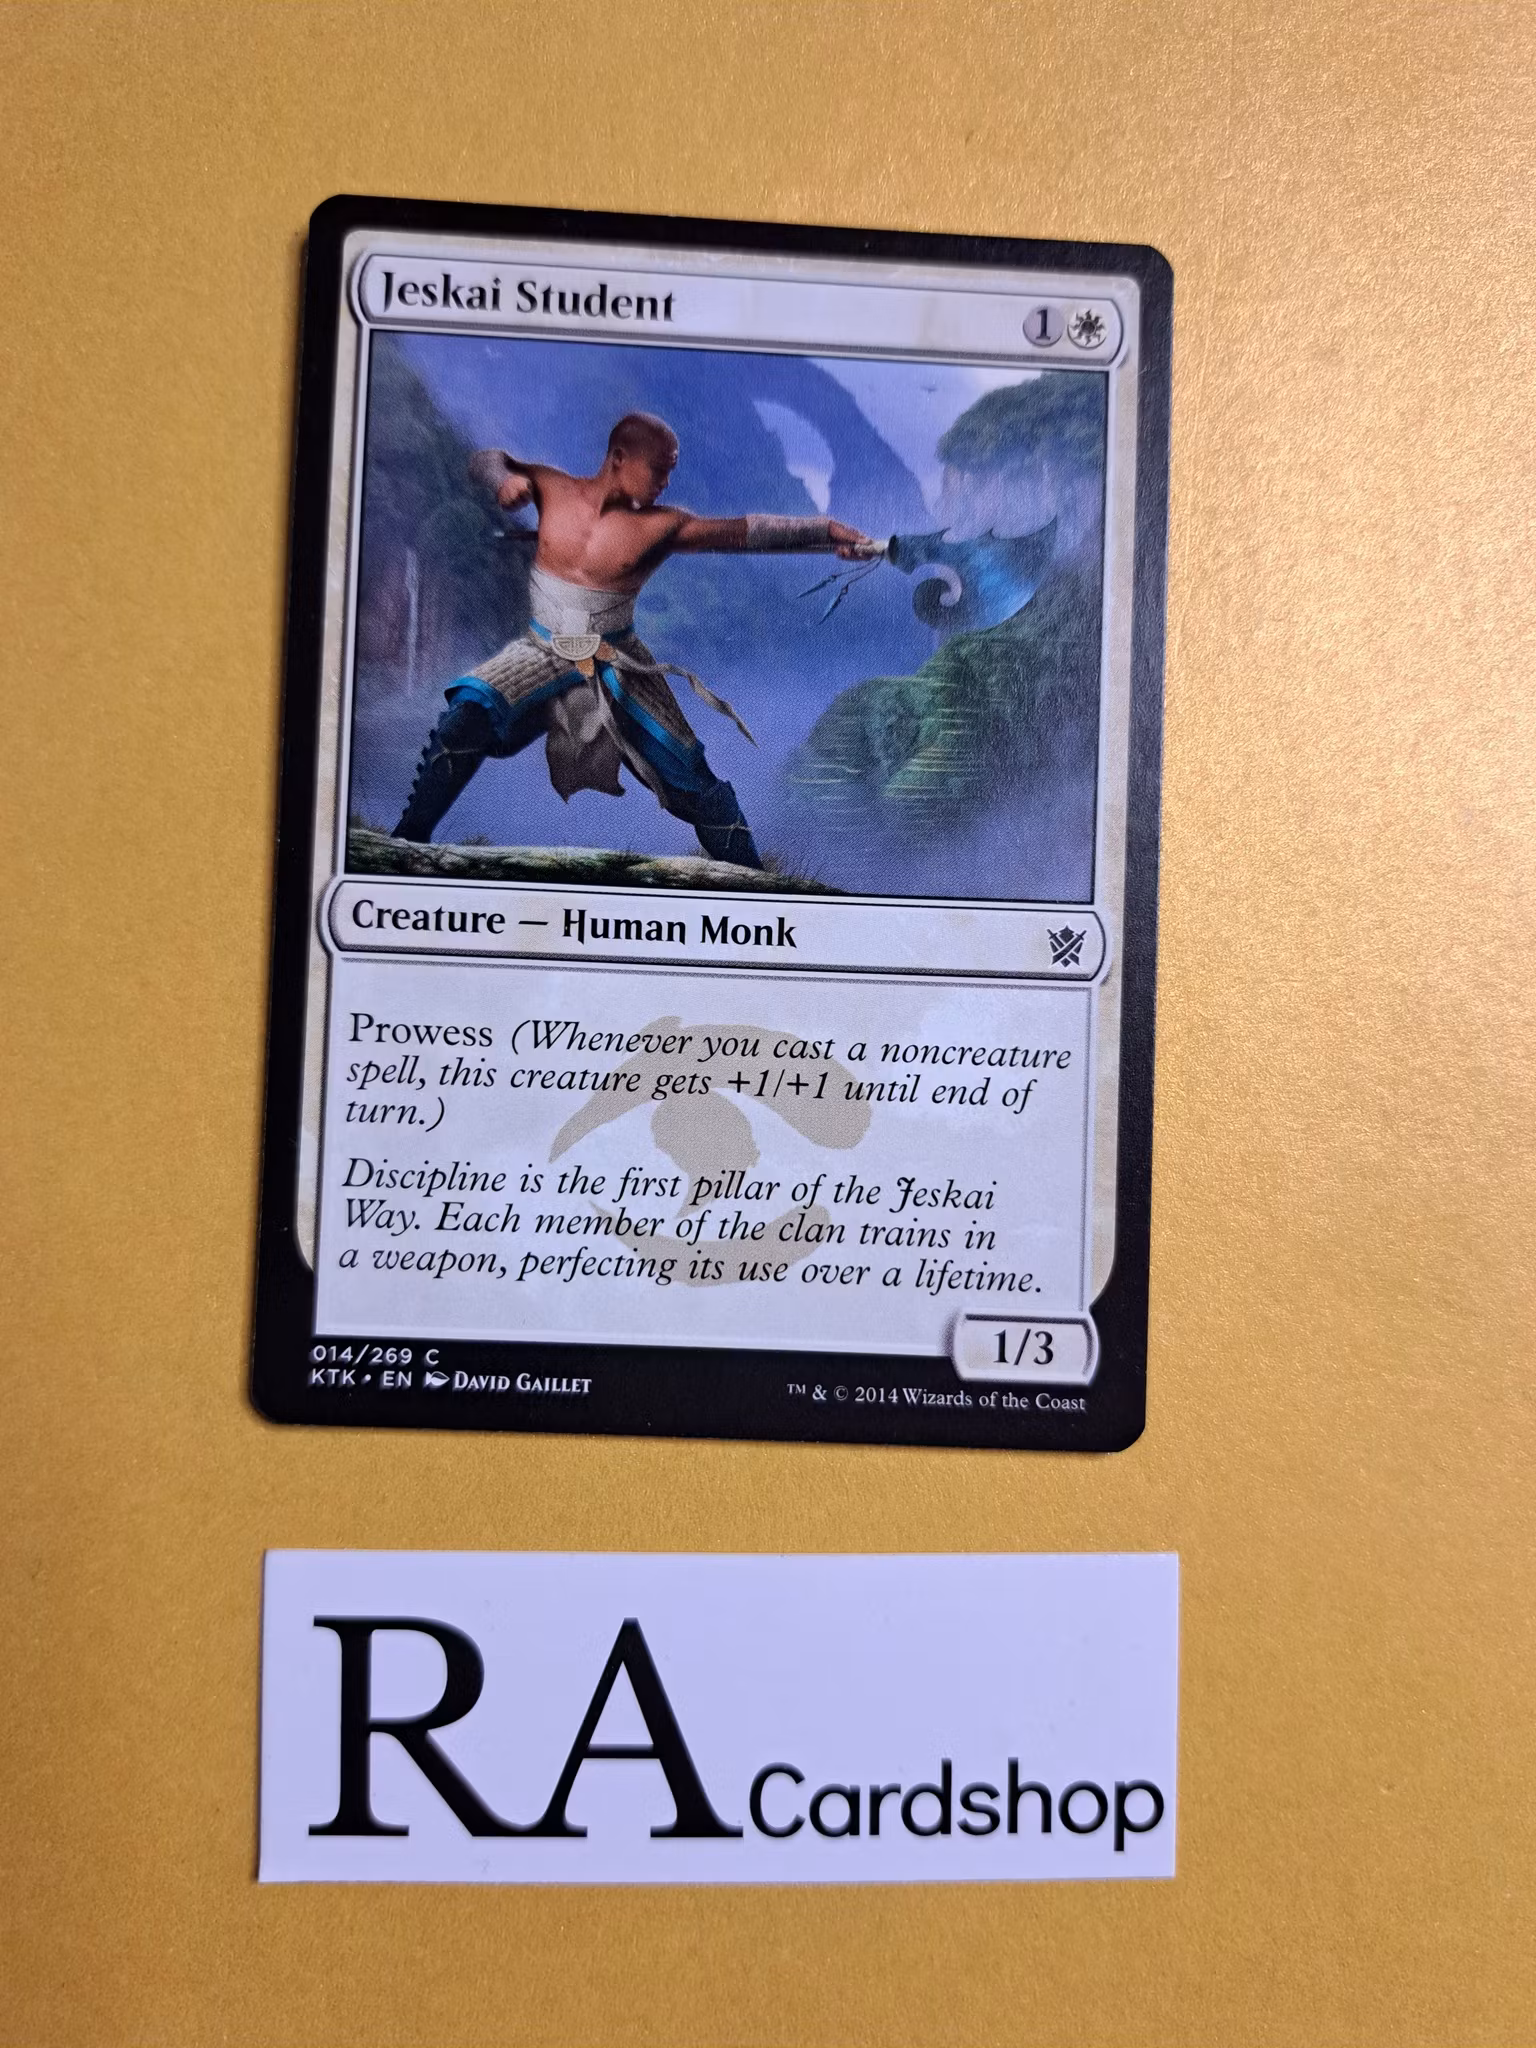 Jeskai Student
1
Creature — Human Monk
Prowess (Whenever you cast a noncreature
spell, this creature gets +1/+1 until end of
turn.)
Discipline is the first pillar of the Jeskai
Way. Each member of the clan trains in
a weapon, perfecting its use over a lifetime.
1/3
014/269 C
KTK • EN DAVID GAILLET
™ & © 2014 Wizards of the Coast
RA Cardshop